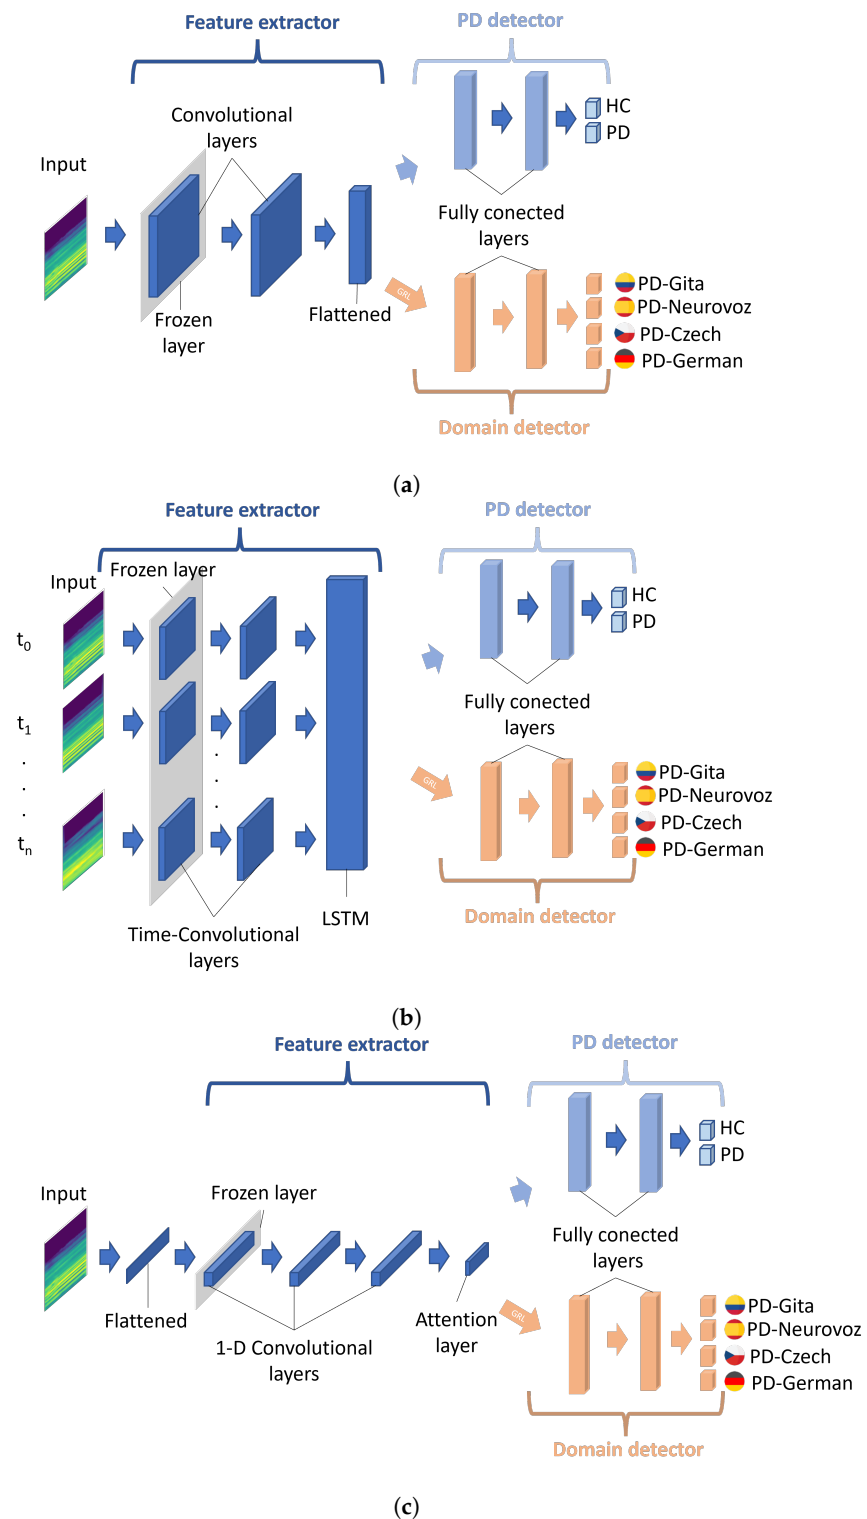 Feature extractor
PD detector
Convolutional
layers
HC
PD
Input
Fully conected
layers
Frozen
layer
Flattened
GRL
PD-Gita
PD-Neurovoz
PD-Czech
PD-German
Domain detector
(a)
Feature extractor
PD detector
Frozen layer
Input
HC
PD
t0
t1
.
.
.
tn
.
.
.
Fully conected
layers
GRL
PD-Gita
PD-Neurovoz
PD-Czech
PD-German
LSTM
Domain detector
Time-Convolutional
layers
(b)
Feature extractor
PD detector
HC
PD
Input
Frozen layer
Fully conected
layers
Flattened
1-D Convolutional
layers
Attention
layer
GRL
PD-Gita
PD-Neurovoz
PD-Czech
PD-German
Domain detector
(c)